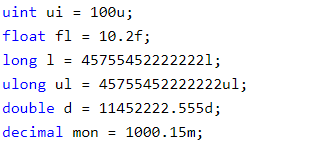 uint ui = 100u;
float fl = 10.2f;
long l = 45755452222222l;
ulong ul = 45755452222222ul;
double d = 11452222.555d;
decimal mon = 1000.15m;